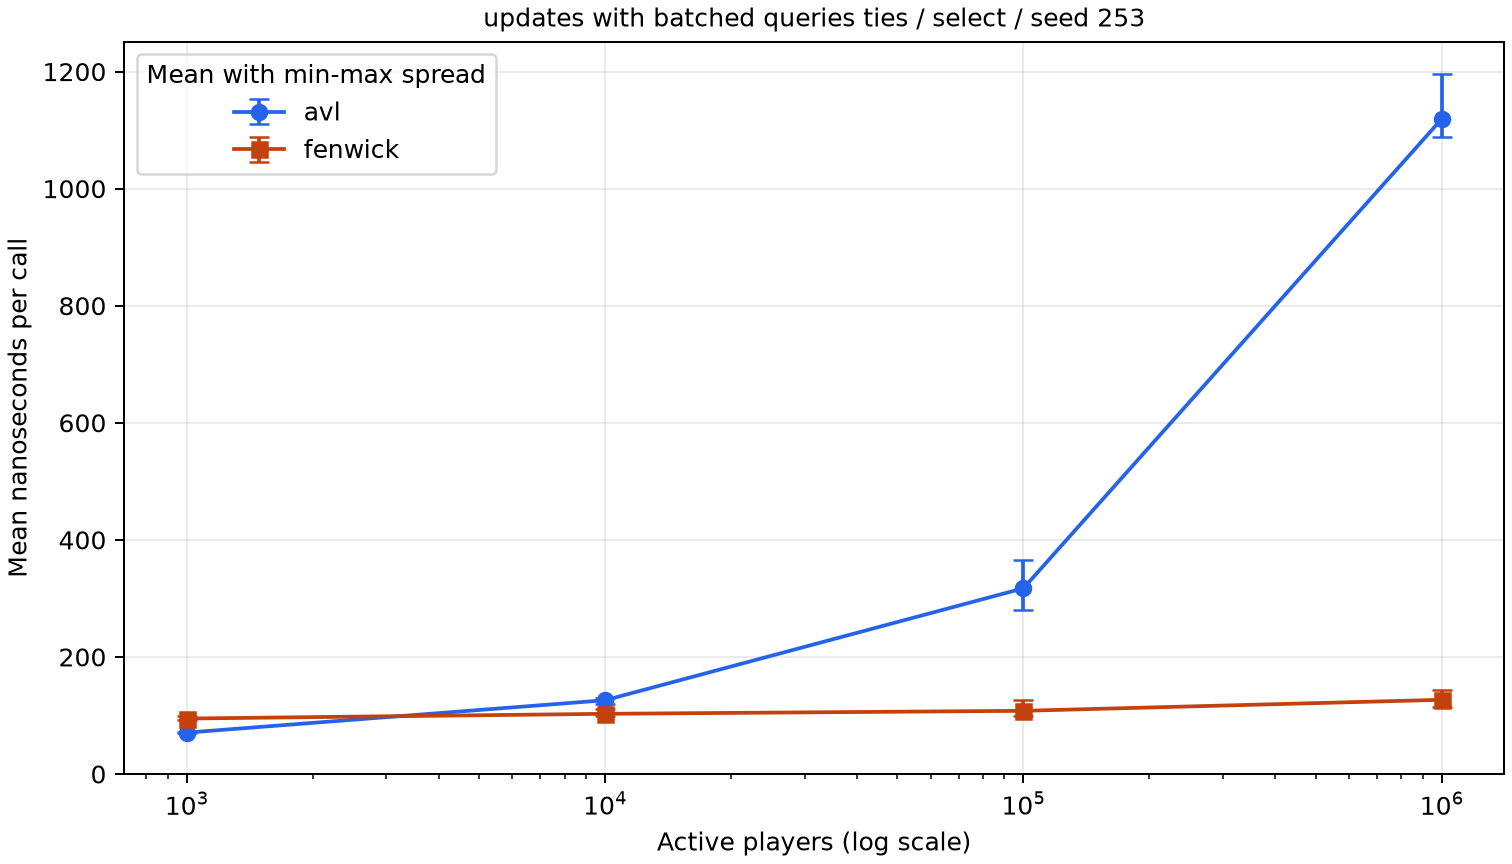 updates with batched queries ties / select / seed 253
Mean with min-max spread
avl
fenwick
Mean nanoseconds per call
1200
1000
800
600
400
200
0
10³
10⁴
10⁵
10⁶
Active players (log scale)